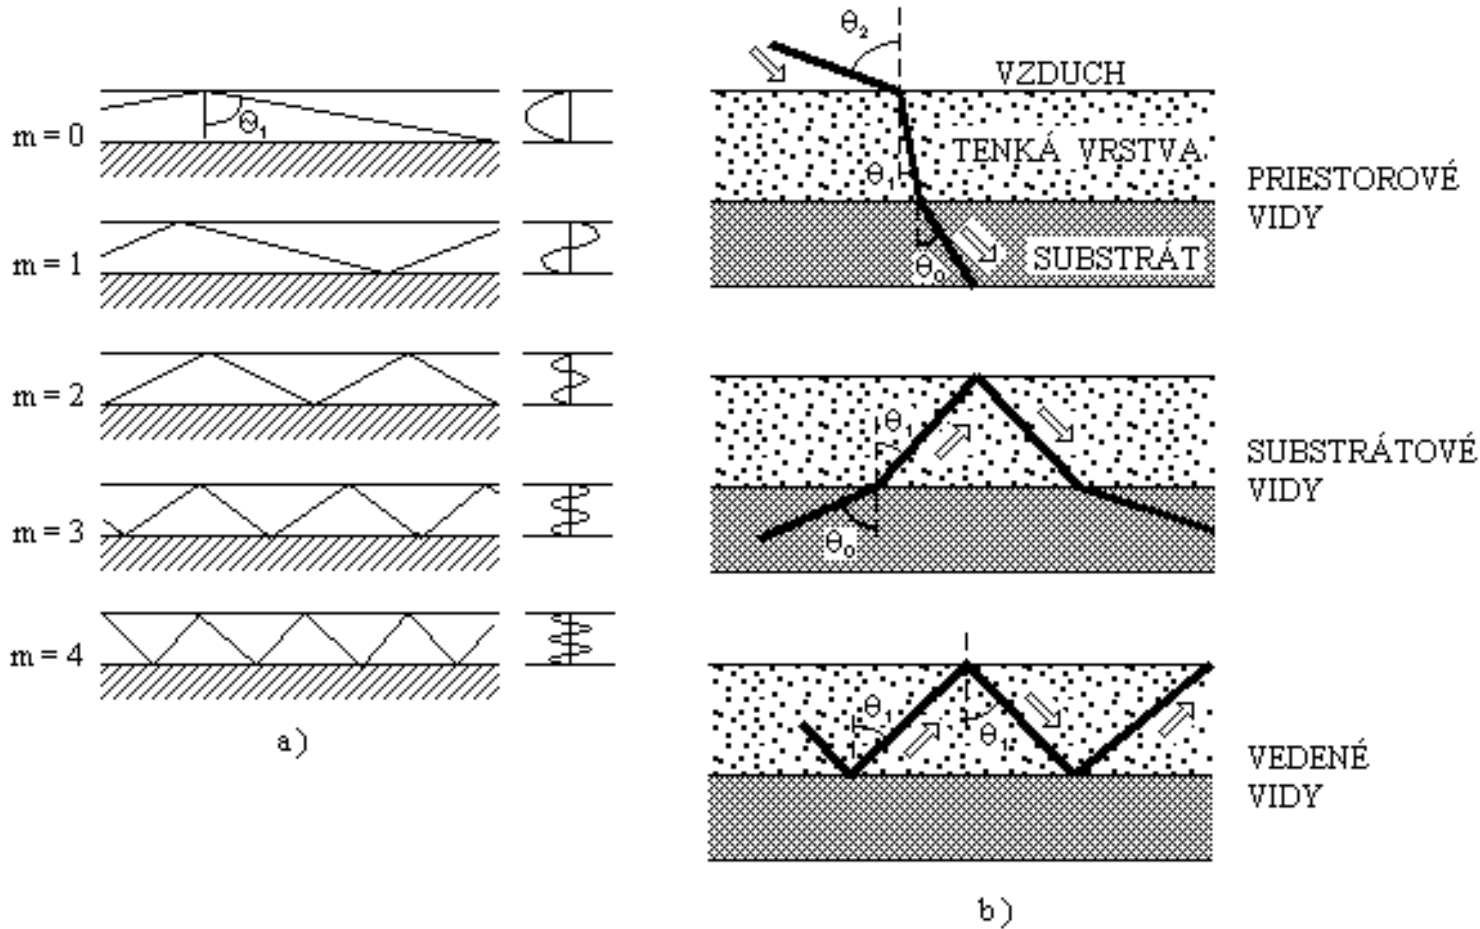 m = 0
Θ₁
m = 1
m = 2
m = 3
m = 4
a )
θ₂
VZDUCH
TENKÁ VRSTVA
θ₁
SUBSTRÁT
θ₀
PRIESTOROVÉ
VIDY
θ₁
θ₀
SUBSTRÁTOVÉ
VIDY
θ₁
θ₁
VEDENÉ
VIDY
b )